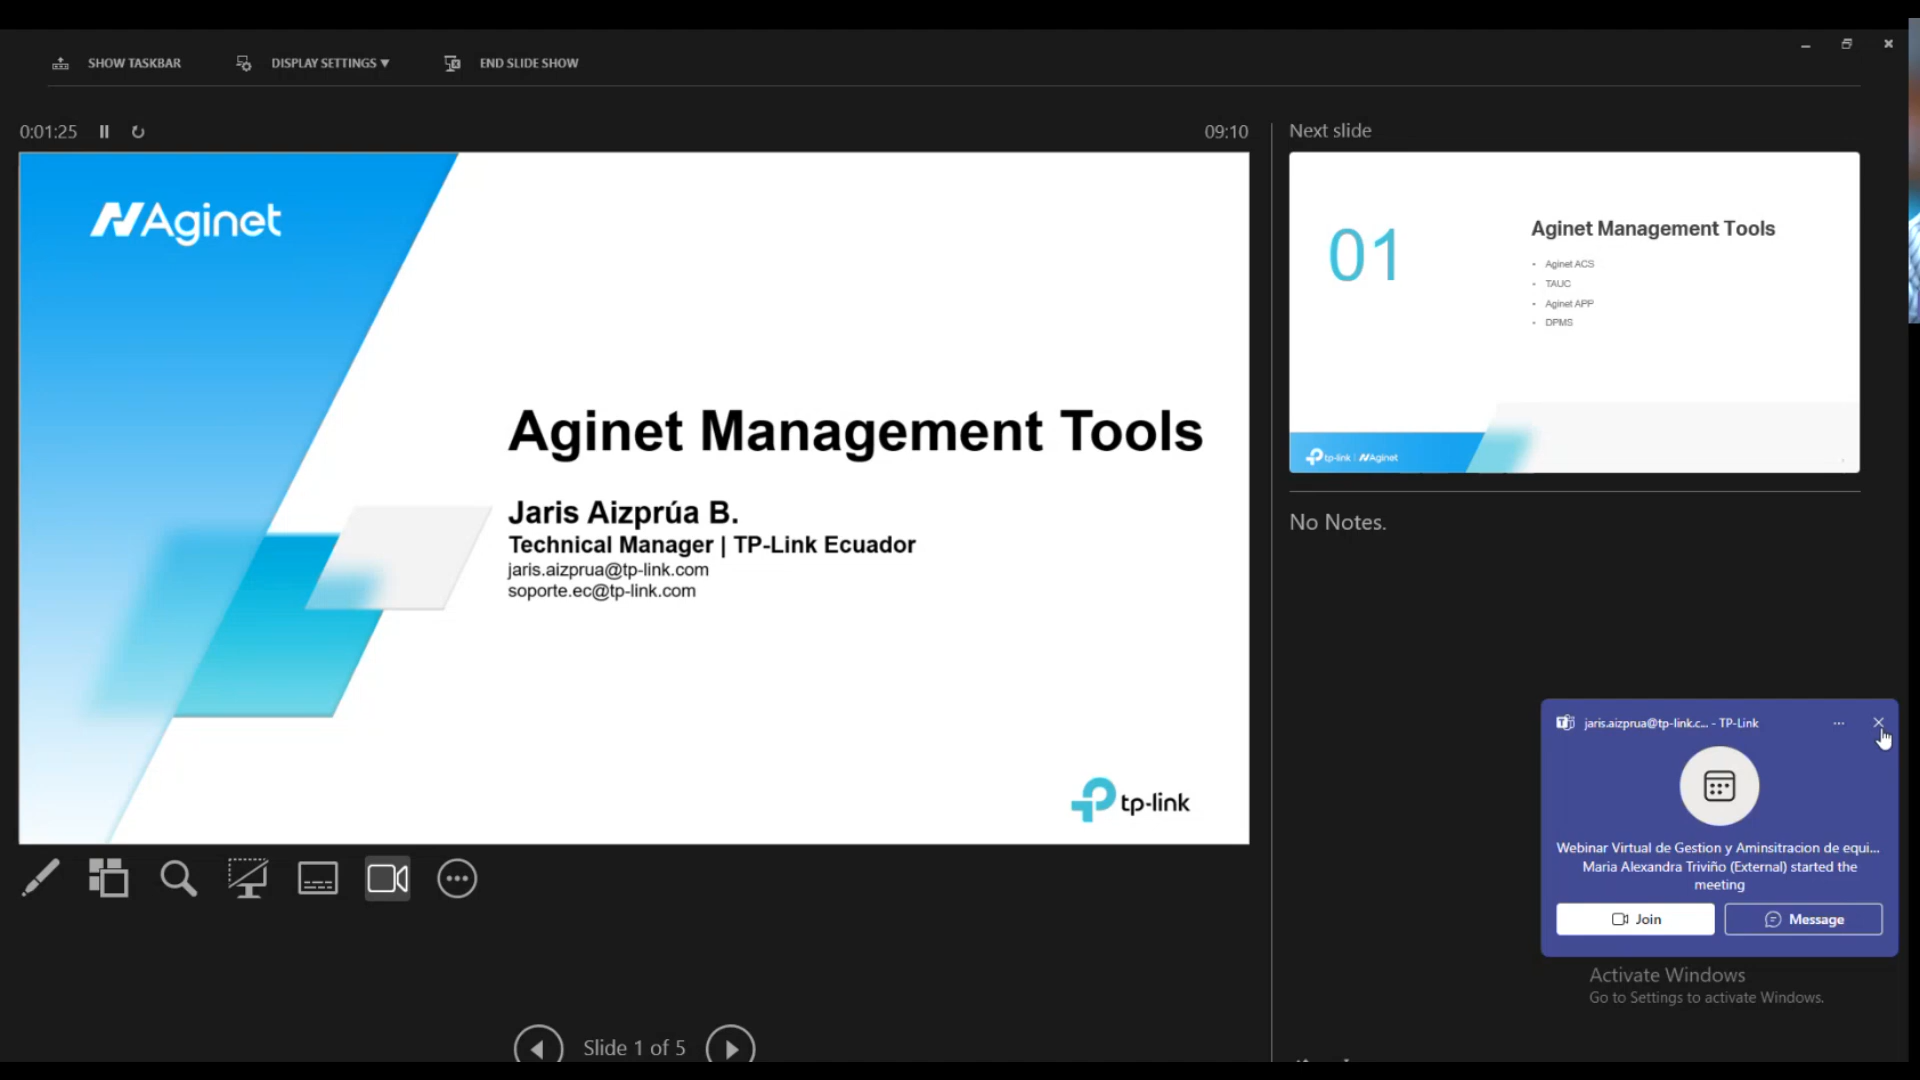 SHOW TASKBAR
DISPLAY SETTINGS ▼
END SLIDE SHOW
0:01:25
09:10
Aginet
Aginet Management Tools
Jaris Aizprúa B.
Technical Manager | TP-Link Ecuador
jaris.aizprua@tp-link.com
soporte.ec@tp-link.com
tp-link
Slide 1 of 5
Next slide
01
Aginet Management Tools
• Aginet ACS
• TAUC
• Aginet APP
• DPMS
tp-link | Aginet
No Notes.
jaris.aizprua@tp-link.c... - TP-Link
Webinar Virtual de Gestion y Aminsitracion de equi...
Maria Alexandra Triviño (External) started the
meeting
Join
Message
Activate Windows
Go to Settings to activate Windows.